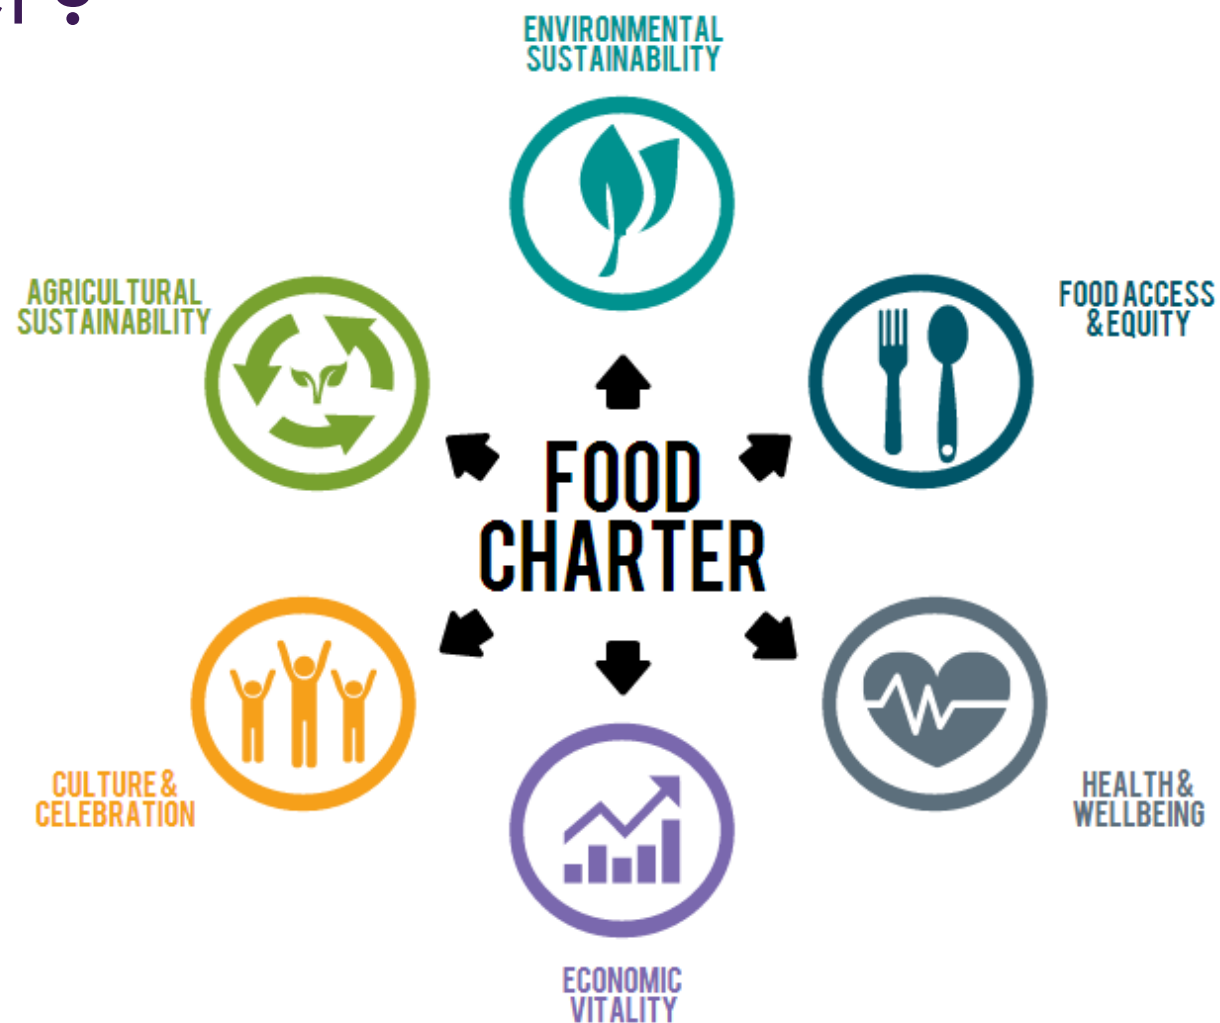 ENVIRONMENTAL
SUSTAINABILITY
AGRICULTURAL
SUSTAINABILITY
FOOD ACCESS
& EQUITY
FOOD
CHARTER
CULTURE &
CELEBRATION
HEALTH &
WELLBEING
ECONOMIC
VITALITY